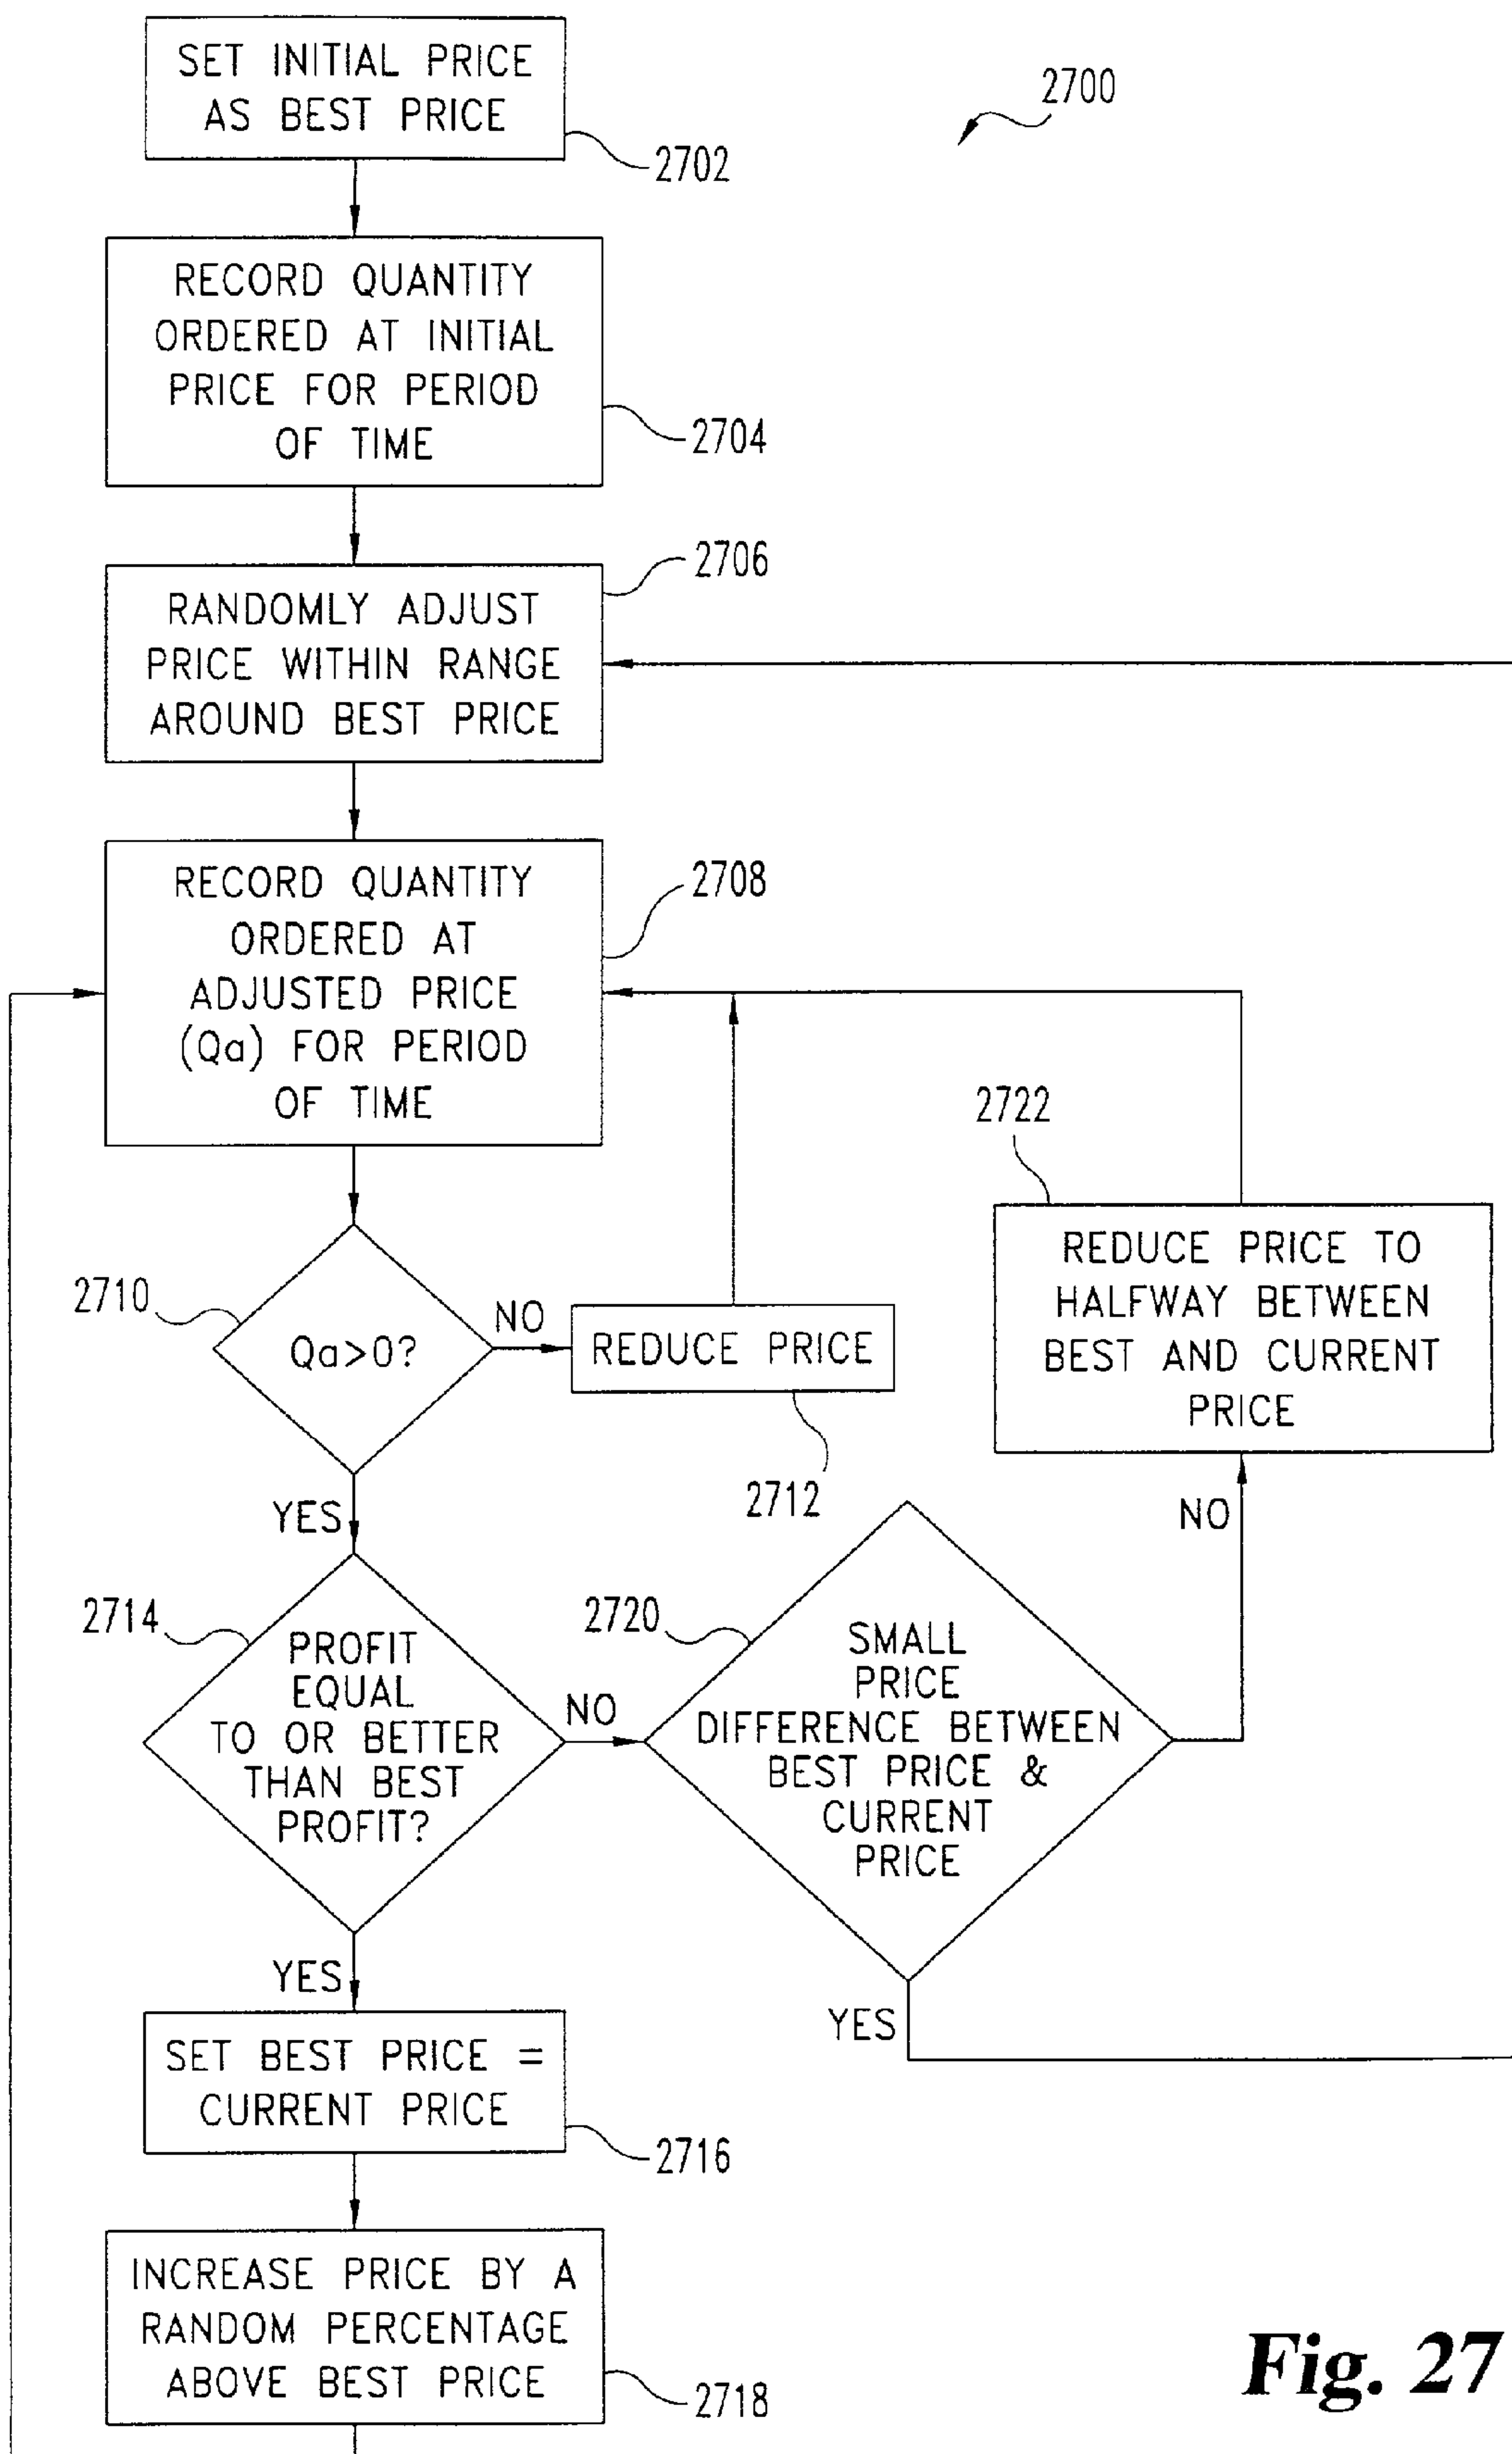 SET INITIAL PRICE
AS BEST PRICE
2700
2702
RECORD QUANTITY
ORDERED AT INITIAL
PRICE FOR PERIOD
OF TIME
2704
2706
RANDOMLY ADJUST
PRICE WITHIN RANGE
AROUND BEST PRICE
RECORD QUANTITY
ORDERED AT
ADJUSTED PRICE
(Qa) FOR PERIOD
OF TIME
2708
2722
REDUCE PRICE TO
HALFWAY BETWEEN
BEST AND CURRENT
PRICE
2710
Qa>0?
NO
REDUCE PRICE
2712
YES
NO
2714
PROFIT
EQUAL
TO OR BETTER
THAN BEST
PROFIT?
NO
2720
SMALL
PRICE
DIFFERENCE BETWEEN
BEST PRICE &
CURRENT
PRICE
YES
YES
SET BEST PRICE =
CURRENT PRICE
2716
INCREASE PRICE BY A
RANDOM PERCENTAGE
ABOVE BEST PRICE
2718
Fig. 27